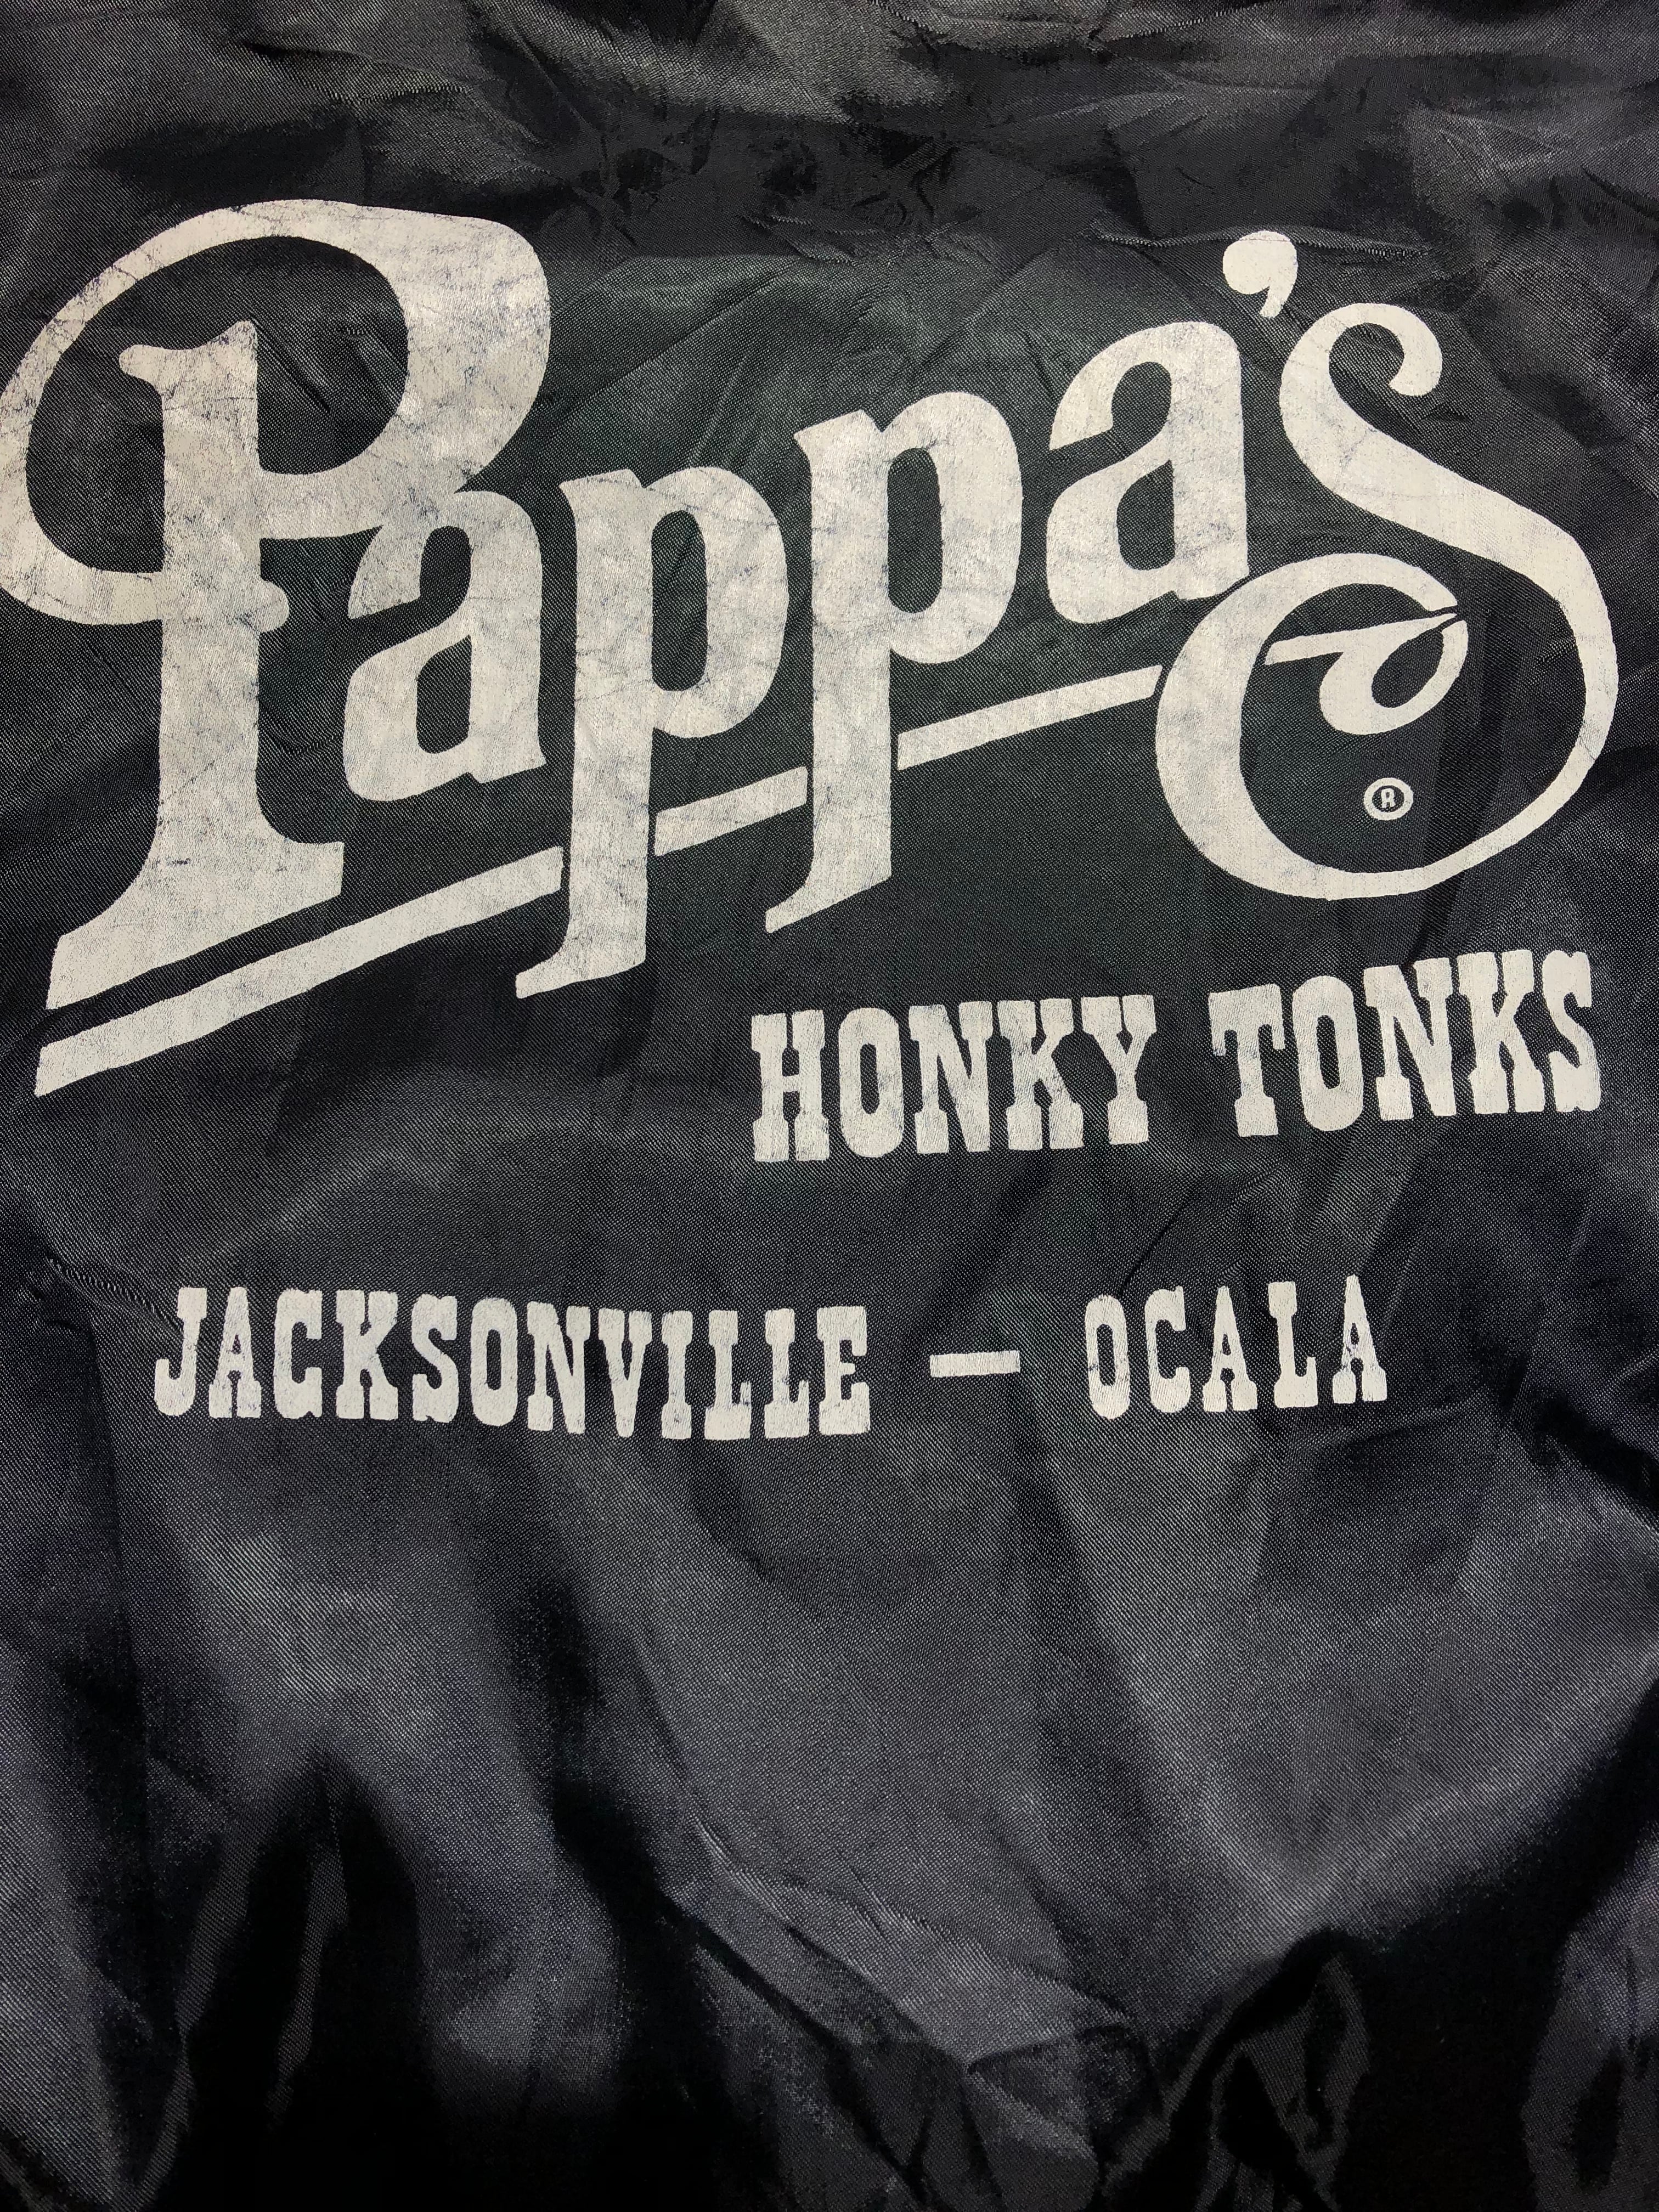 Pappa's
®
HONKY TONKS
JACKSONVILLE — OCALA